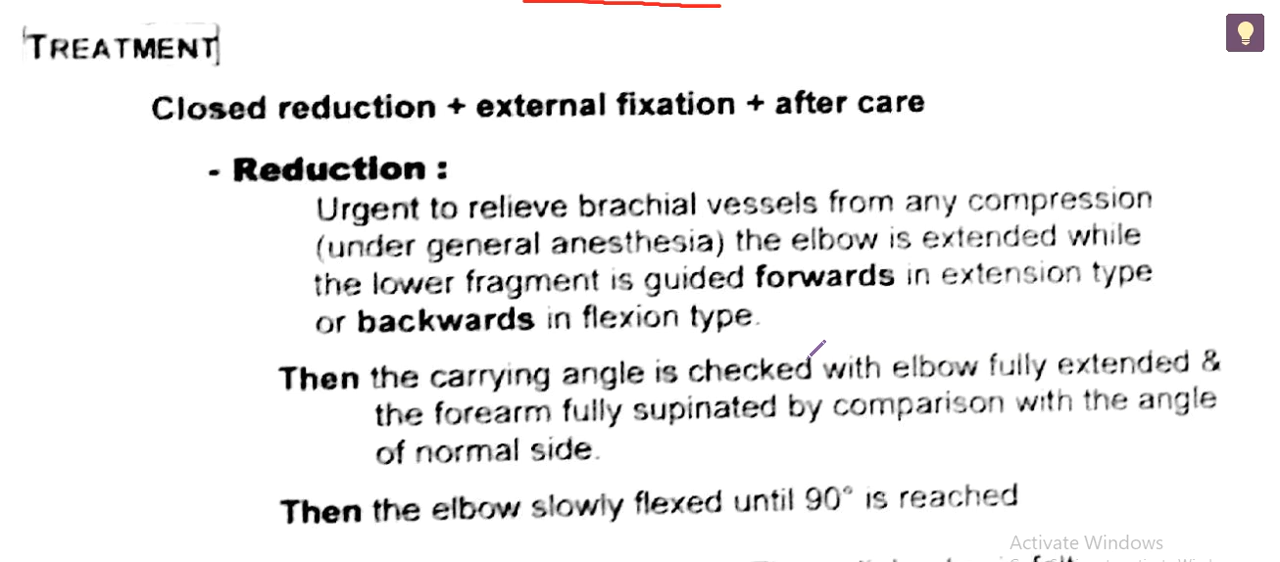 TREATMENT
Closed reduction + external fixation + after care
- Reduction :
Urgent to relieve brachial vessels from any compression
(under general anesthesia) the elbow is extended while
the lower fragment is guided forwards in extension type
or backwards in flexion type.
Then the carrying angle is checked with elbow fully extended &
the forearm fully supinated by comparison with the angle
of normal side.
Then the elbow slowly flexed until 90° is reached
Activate Windows